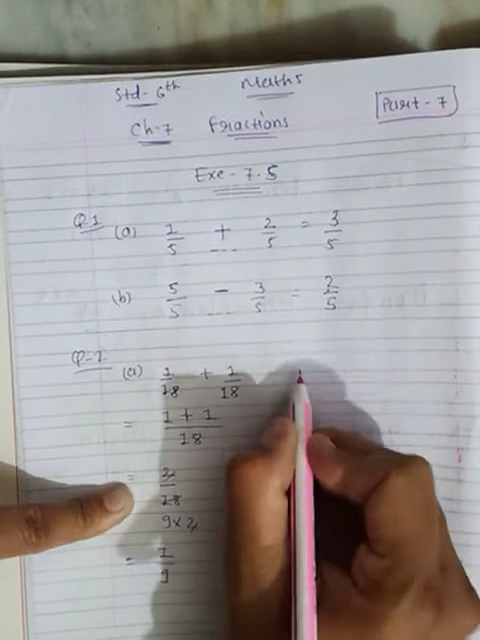 Std- 6th Maths
Part - 7
Ch-7 Fractions
Exe - 7.5
Q.1 (a) 1/5 + 2/5 = 3/5
(b) 5/5 - 3/5 = 2/5
Q-2 (a) 1/18 + 1/18
= 1 + 1/18
= 2/18
9×2
= 1/9